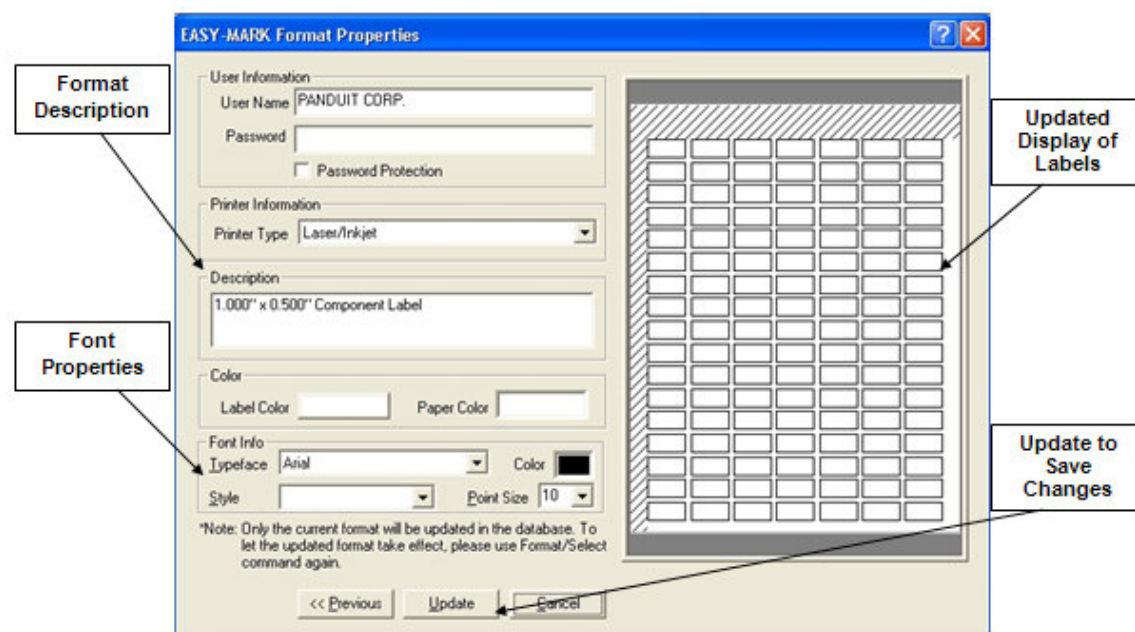 EASY-MARK Format Properties
Format
Description
User Information
User Name PANDUIT CORP.
Password
Password Protection
Printer Information
Printer Type Laser/Inkjet
Description
1.000" x 0.500" Component Label
Font
Properties
Color
Label Color Paper Color
Font Info
Typeface Arial Color
Style Point Size 10
*Note: Only the current format will be updated in the database. To
let the updated format take effect, please use Format/Select
command again.
<< Previous Update Cancel
Updated
Display of
Labels
Update to
Save
Changes